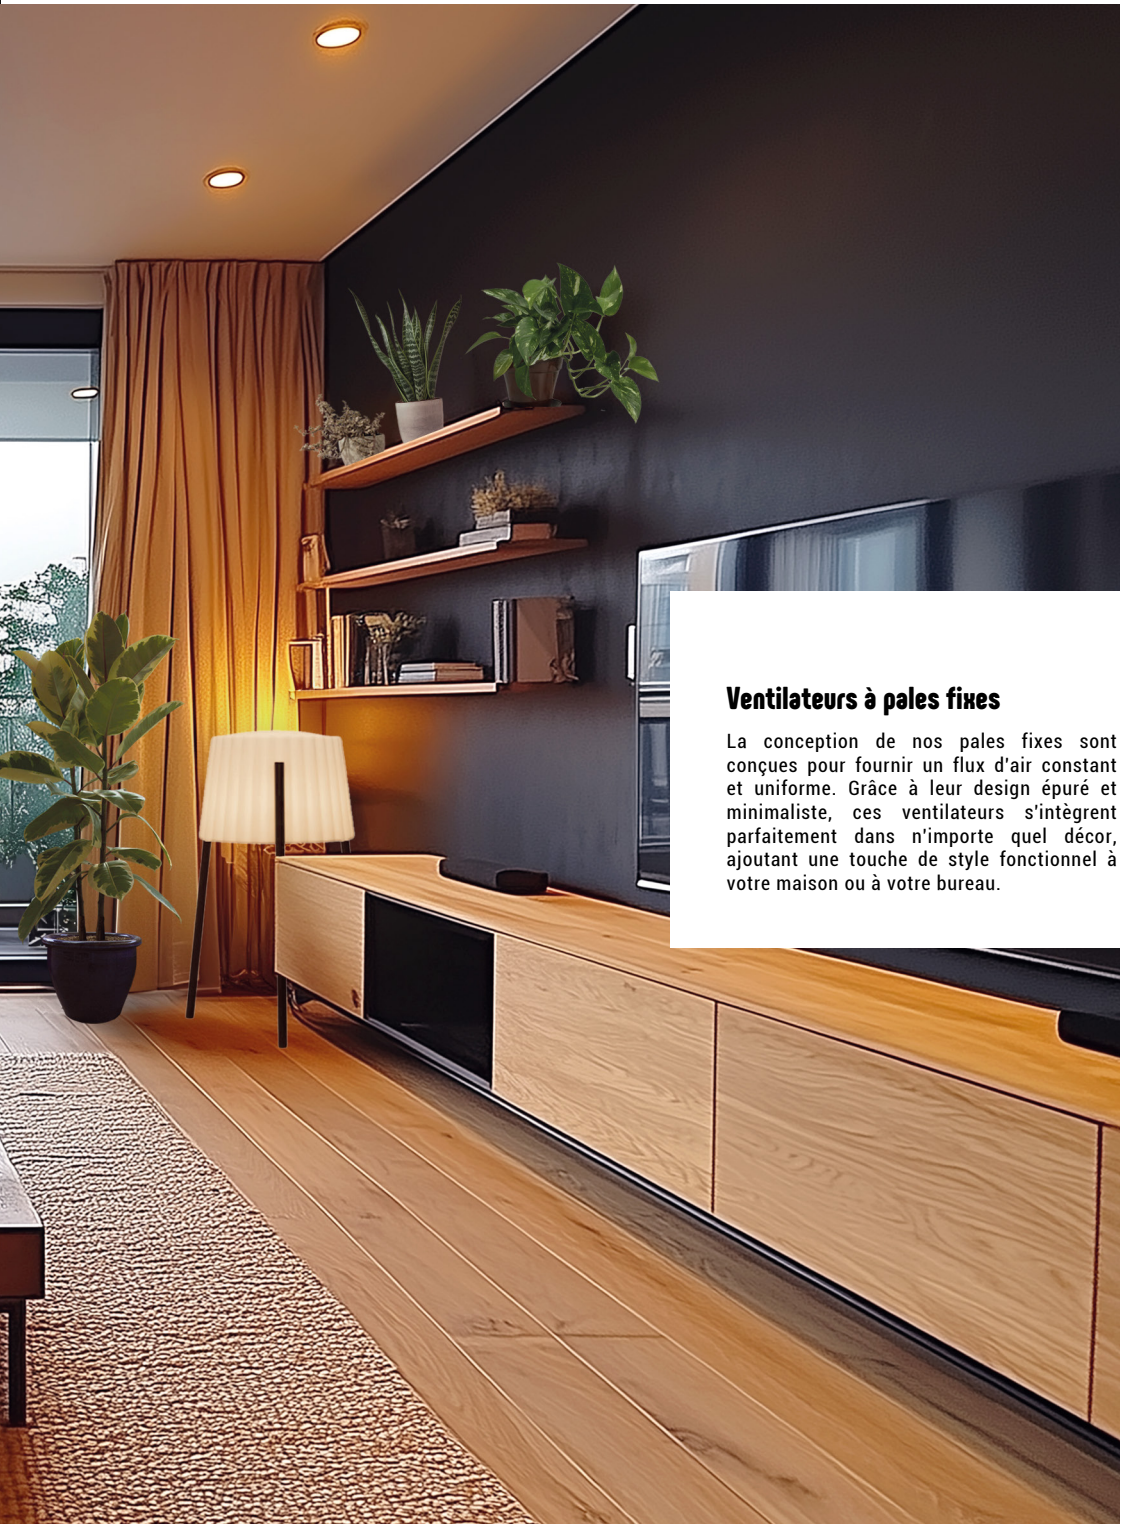 Ventilateurs à pales fixes
La conception de nos pales fixes sont
conçues pour fournir un flux d'air constant
et uniforme. Grâce à leur design épuré et
minimaliste, ces ventilateurs s'intègrent
parfaitement dans n'importe quel décor,
ajoutant une touche de style fonctionnel à
votre maison ou à votre bureau.